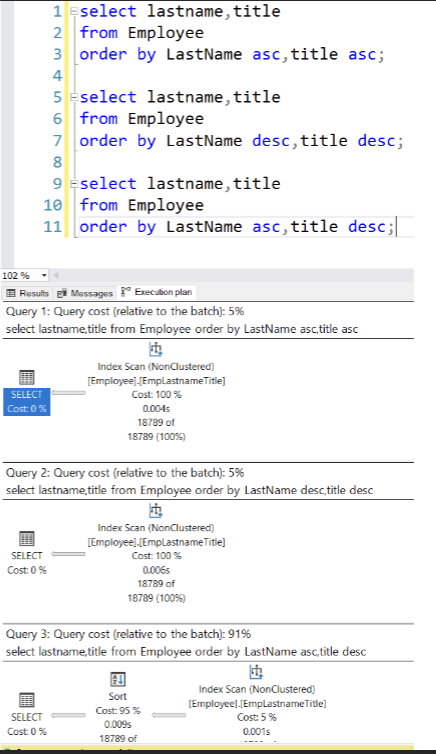 1 select lastname,title
2 from Employee
3 order by LastName asc,title asc;
4
5 select lastname,title
6 from Employee
7 order by LastName desc,title desc;
8
9 select lastname,title
10 from Employee
11 order by LastName asc,title desc;
102 %
Results Messages Execution plan
Query 1: Query cost (relative to the batch): 5%
select lastname,title from Employee order by LastName asc,title asc
Index Scan (NonClustered)
[Employee].[EmpLastnameTitle]
SELECT Cost: 100 %
Cost: 0 % 0.004s
18789 of
18789 (100%)
Query 2: Query cost (relative to the batch): 5%
select lastname,title from Employee order by LastName desc,title desc
Index Scan (NonClustered)
[Employee].[EmpLastnameTitle]
SELECT Cost: 100 %
Cost: 0 % 0.006s
18789 of
18789 (100%)
Query 3: Query cost (relative to the batch): 91%
select lastname,title from Employee order by LastName asc,title desc
Sort Index Scan (NonClustered)
Cost: 95 % [Employee].[EmpLastnameTitle]
SELECT 0.009s Cost: 5 %
Cost: 0 % 18789 of 0.001s